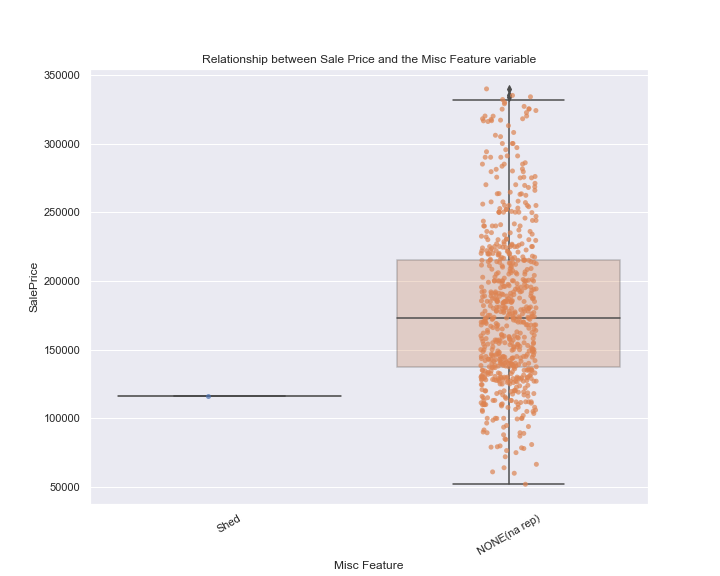 Relationship between Sale Price and the Misc Feature variable
350000
300000
250000
200000
150000
100000
50000
SalePrice
Shed
NONE(na rep)
Misc Feature